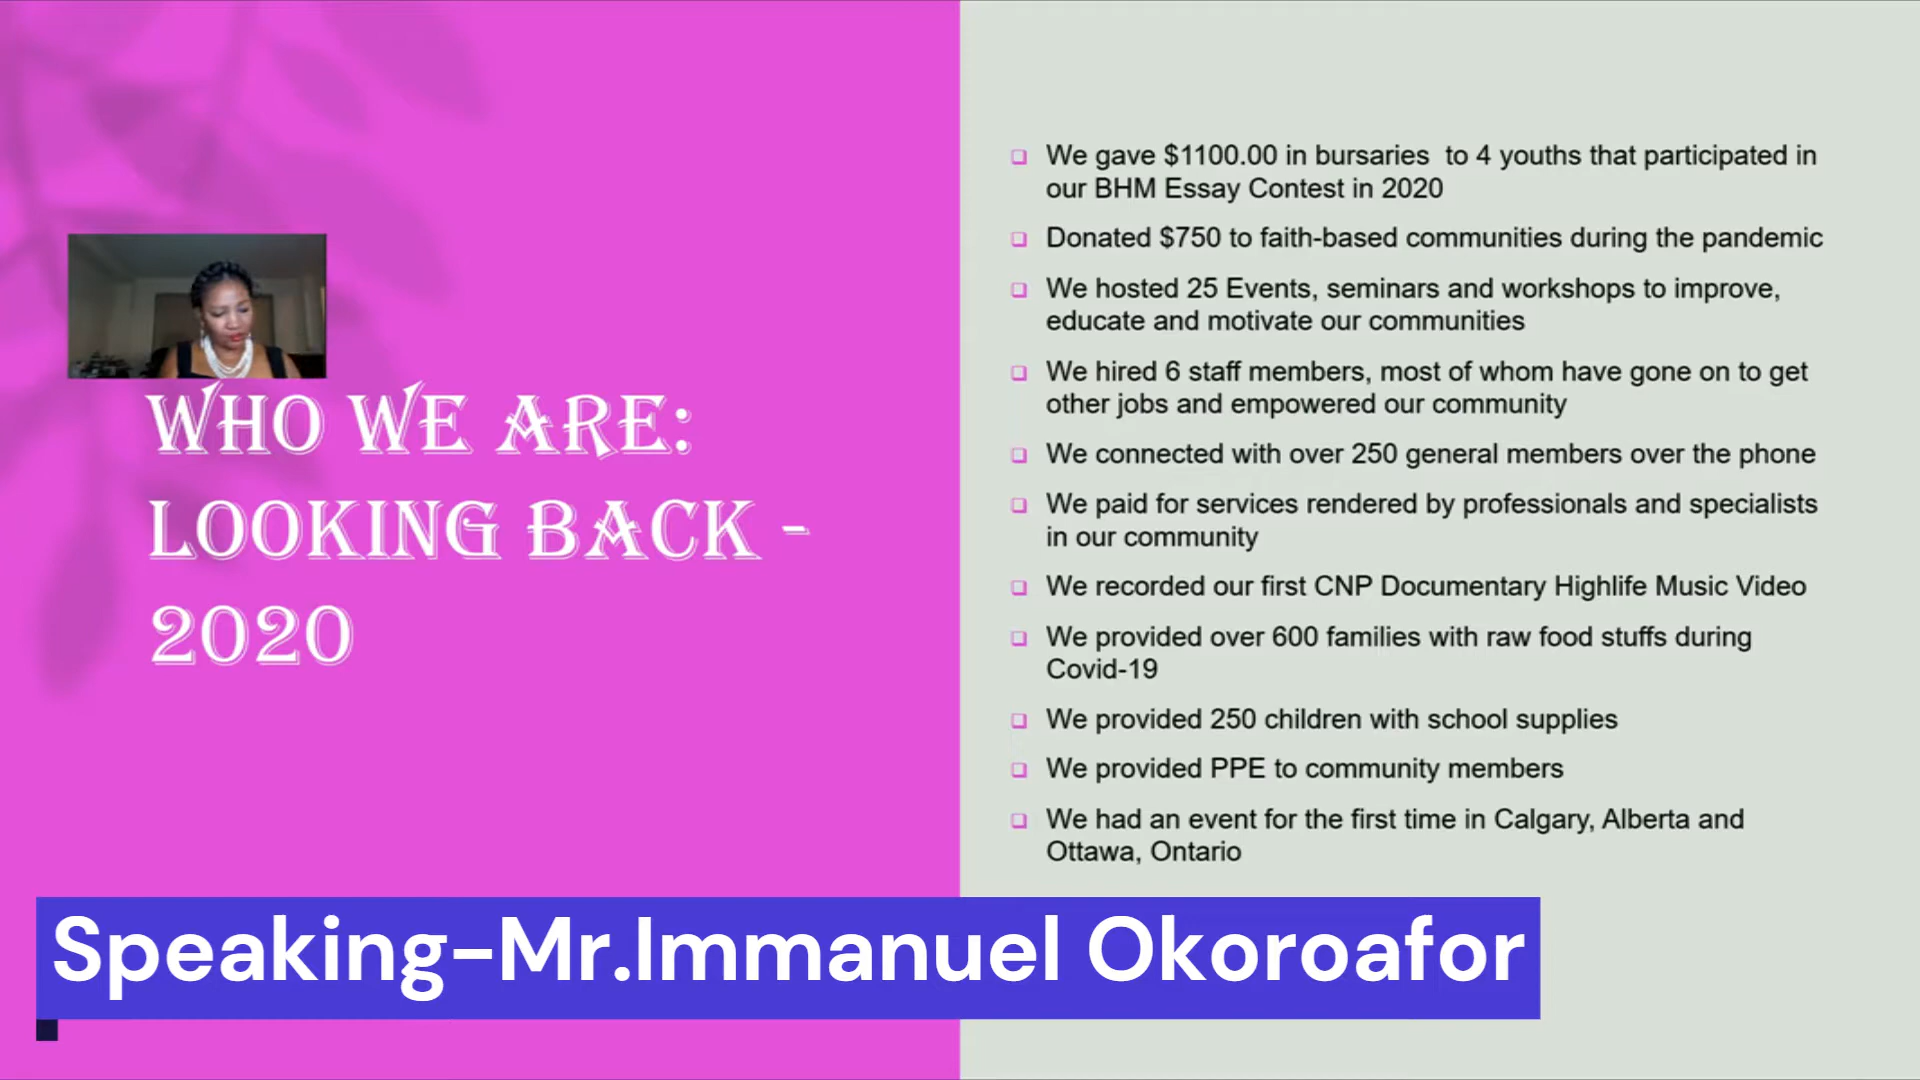 WHO WE ARE:
LOOKING BACK -
2020
We gave $1100.00 in bursaries  to 4 youths that participated in
our BHM Essay Contest in 2020
Donated $750 to faith-based communities during the pandemic
We hosted 25 Events, seminars and workshops to improve,
educate and motivate our communities
We hired 6 staff members, most of whom have gone on to get
other jobs and empowered our community
We connected with over 250 general members over the phone
We paid for services rendered by professionals and specialists
in our community
We recorded our first CNP Documentary Highlife Music Video
We provided over 600 families with raw food stuffs during
Covid-19
We provided 250 children with school supplies
We provided PPE to community members
We had an event for the first time in Calgary, Alberta and
Ottawa, Ontario
Speaking-Mr.Immanuel Okoroafor